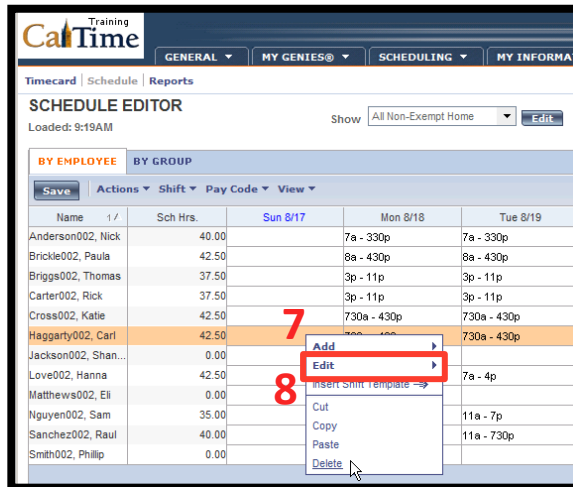 Training
CalTime
GENERAL ▼ MY GENIES® ▼ SCHEDULING ▼ MY INFORMA
Timecard | Schedule | Reports
SCHEDULE EDITOR
Loaded: 9:19AM
Show All Non-Exempt Home ▼ Edit
BY EMPLOYEE BY GROUP
Save Actions ▼ Shift ▼ Pay Code ▼ View ▼
Name 1 / Sch Hrs. Sun 8/17 Mon 8/18 Tue 8/19
Anderson002, Nick 40.00 7a - 330p 7a - 330p
Brickle002, Paula 42.50 8a - 430p 8a - 430p
Briggs002, Thomas 37.50 3p - 11p 3p - 11p
Carter002, Rick 37.50 3p - 11p 3p - 11p
Cross002, Katie 42.50 730a - 430p 730a - 430p
Haggarty002, Carl 42.50 730a - 430p
7
Add
Jackson002, Shan... 0.00
Edit
Love002, Hanna 42.50 7a - 4p
8
Insert Shift Template
Matthews002, Eli 0.00
Cut
Nguyen002, Sam 35.00 11a - 7p
Copy
Sanchez002, Raul 40.00 11a - 730p
Paste
Smith002, Phillip 0.00
Delete